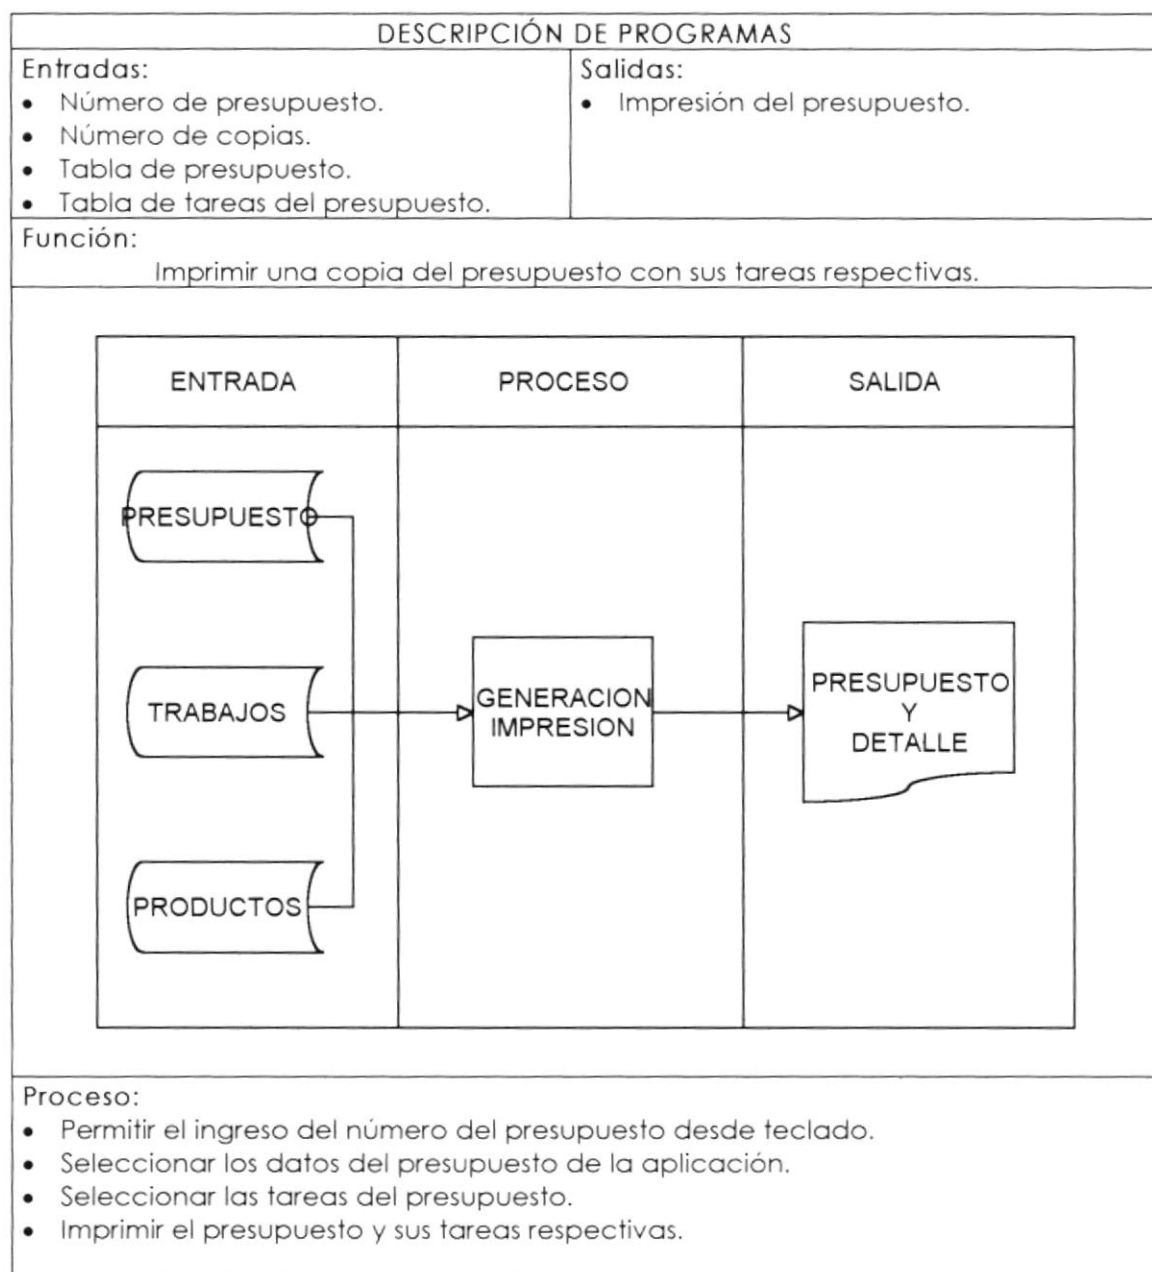 DESCRIPCIÓN DE PROGRAMAS
Entradas:
• Número de presupuesto.
• Número de copias.
• Tabla de presupuesto.
• Tabla de tareas del presupuesto.
Salidas:
• Impresión del presupuesto.
Función:
Imprimir una copia del presupuesto con sus tareas respectivas.
ENTRADA
PROCESO
SALIDA
PRESUPUESTO
TRABAJOS
PRODUCTOS
GENERACION
IMPRESION
PRESUPUESTO
Y
DETALLE
Proceso:
• Permitir el ingreso del número del presupuesto desde teclado.
• Seleccionar los datos del presupuesto de la aplicación.
• Seleccionar las tareas del presupuesto.
• Imprimir el presupuesto y sus tareas respectivas.